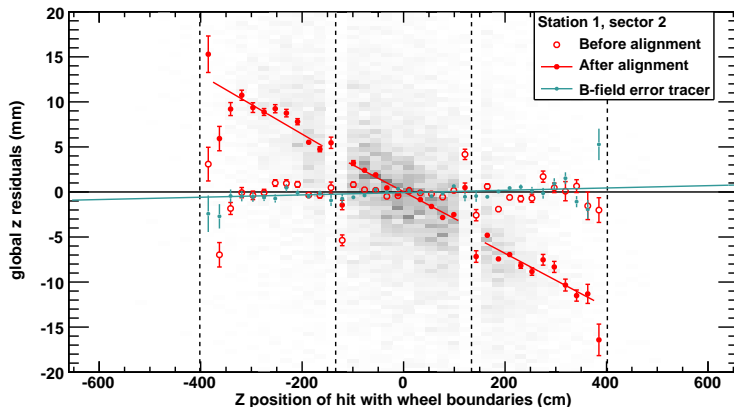 Station 1, sector 2
Before alignment
After alignment
B-field error tracer
global z residuals (mm)
20
15
10
5
0
-5
-10
-15
-20
-600 -400 -200 0 200 400 600
Z position of hit with wheel boundaries (cm)